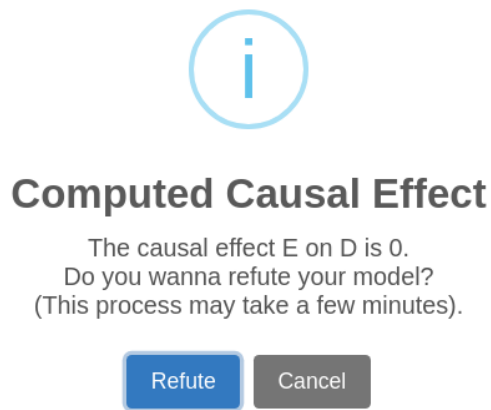 i
Computed Causal Effect
The causal effect E on D is 0.
Do you wanna refute your model?
(This process may take a few minutes).
Refute Cancel